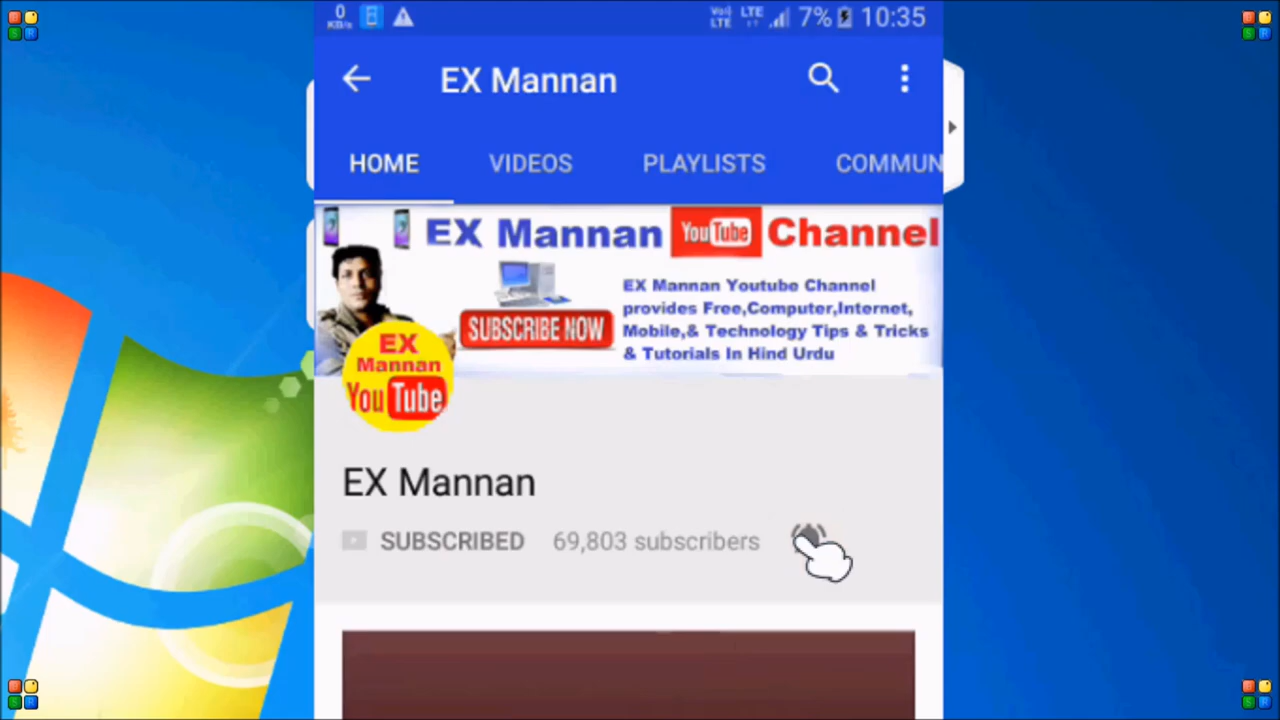 0
KB/s
Vo))
LTE
LTE
7%
10:35
EX Mannan
HOME
VIDEOS
PLAYLISTS
COMMUN
EX Mannan YouTube Channel
EX Mannan Youtube Channel
provides Free,Computer,Internet,
Mobile,& Technology Tips & Tricks
& Tutorials In Hind Urdu
SUBSCRIBE NOW
EX
Mannan
YouTube
EX Mannan
SUBSCRIBED
69,803 subscribers